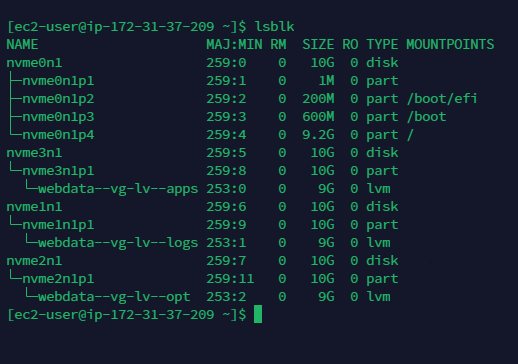 [ec2-user@ip-172-31-37-209 ~]$ lsblk
NAME                     MAJ:MIN RM  SIZE RO TYPE MOUNTPOINTS
nvme0n1                  259:0    0   10G  0 disk
├─nvme0n1p1              259:1    0    1M  0 part
├─nvme0n1p2              259:2    0  200M  0 part /boot/efi
├─nvme0n1p3              259:3    0  600M  0 part /boot
└─nvme0n1p4              259:4    0  9.2G  0 part /
nvme3n1                  259:5    0   10G  0 disk
└─nvme3n1p1              259:8    0   10G  0 part
  └─webdata--vg-lv--apps 253:0    0    9G  0 lvm
nvme1n1                  259:6    0   10G  0 disk
└─nvme1n1p1              259:9    0   10G  0 part
  └─webdata--vg-lv--logs 253:1    0    9G  0 lvm
nvme2n1                  259:7    0   10G  0 disk
└─nvme2n1p1              259:11   0   10G  0 part
  └─webdata--vg-lv--opt  253:2    0    9G  0 lvm
[ec2-user@ip-172-31-37-209 ~]$